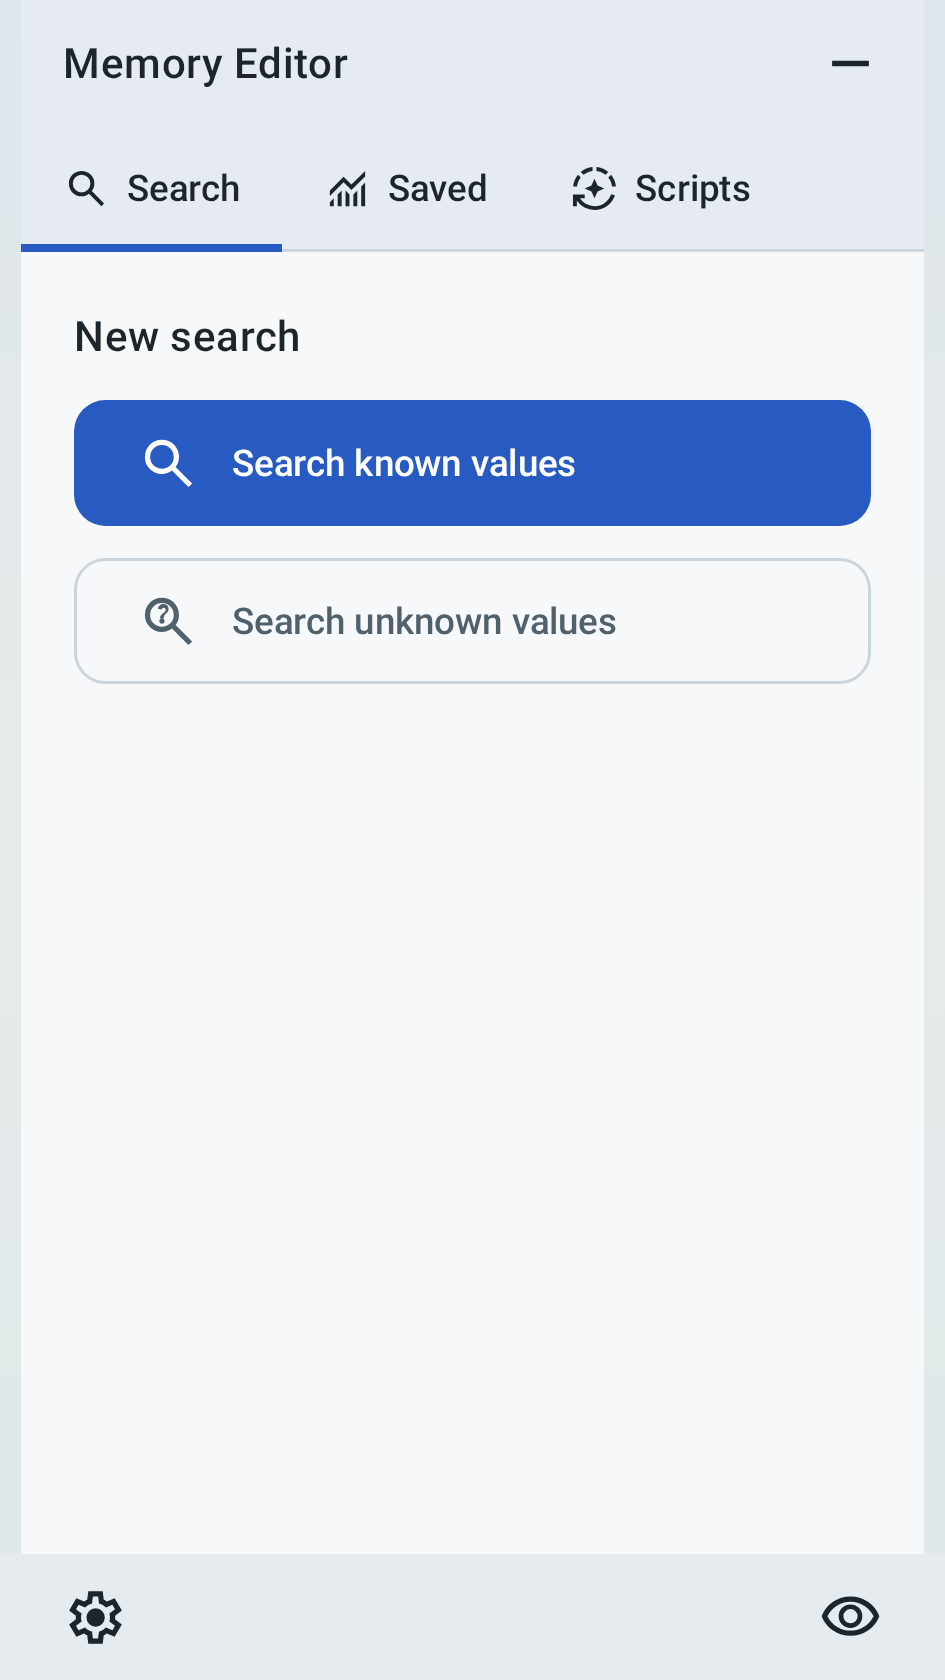 Memory Editor
Search
Saved
Scripts
New search
Search known values
Search unknown values